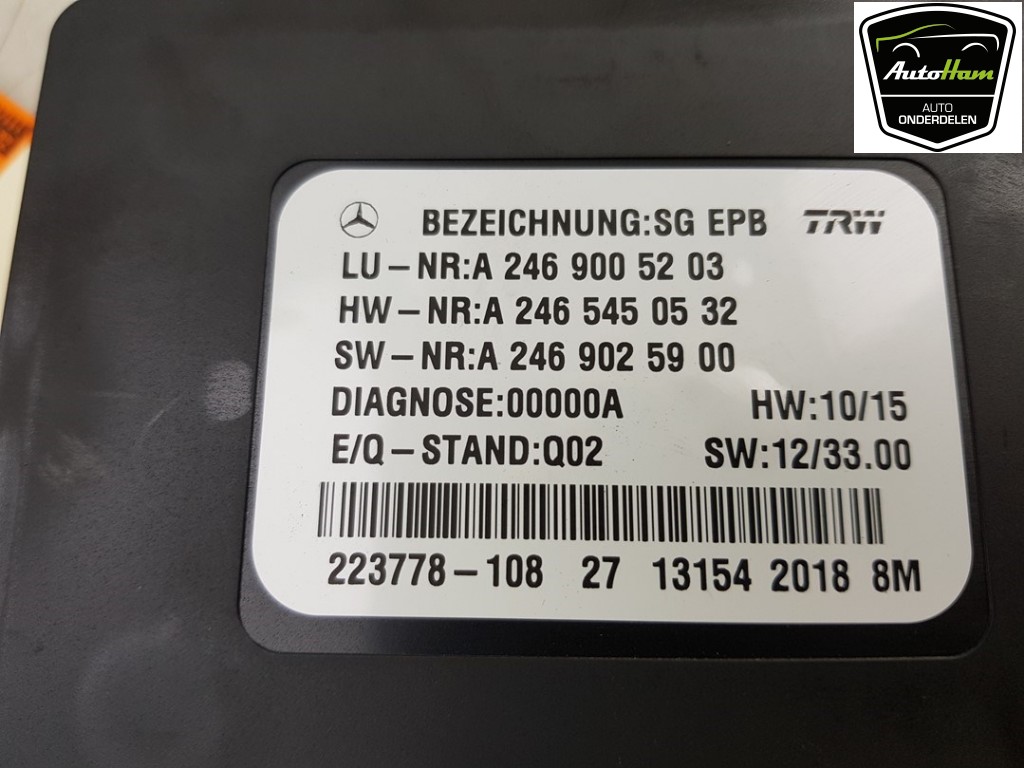 AutoHam
AUTO
ONDERDELEN
BEZEICHNUNG:SG EPB TRW
LU-NR:A 246 900 52 03
HW-NR:A 246 545 05 32
SW-NR:A 246 902 59 00
DIAGNOSE:00000A HW:10/15
E/Q-STAND:Q02 SW:12/33.00
223778-108 27 13154 2018 8M